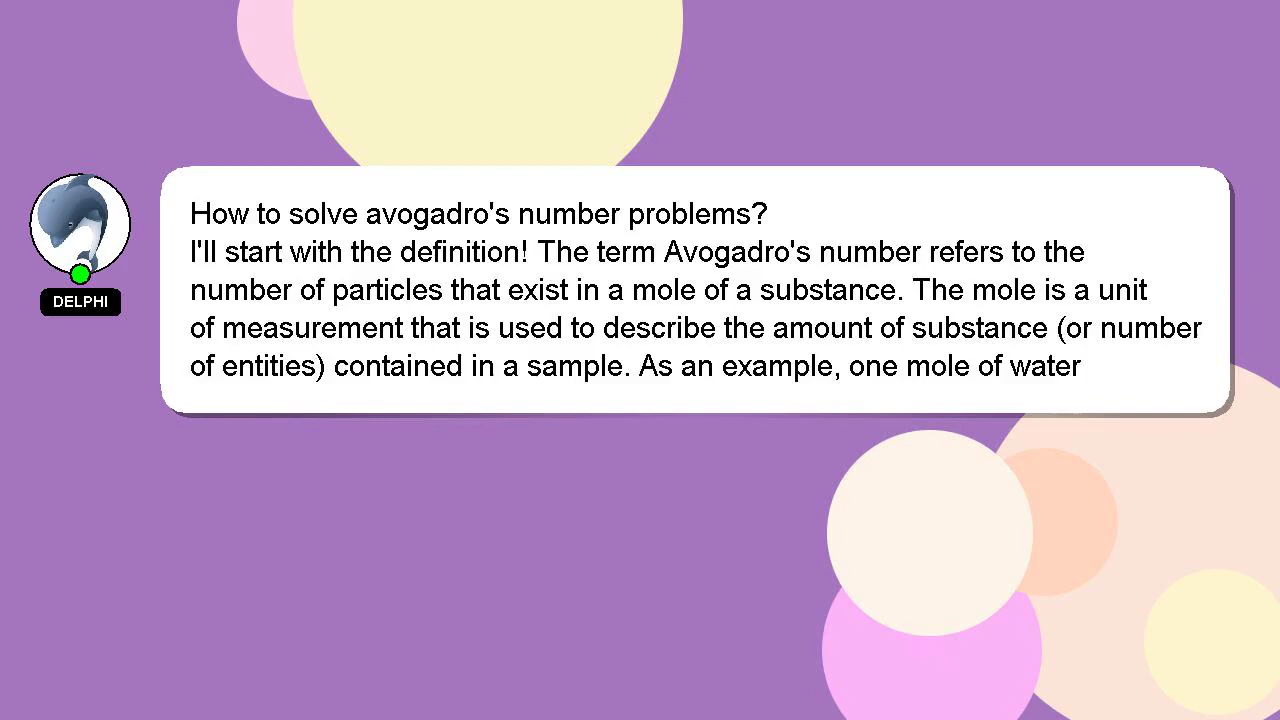 How to solve avogadro's number problems?
I'll start with the definition! The term Avogadro's number refers to the
number of particles that exist in a mole of a substance. The mole is a unit
of measurement that is used to describe the amount of substance (or number
of entities) contained in a sample. As an example, one mole of water
DELPHI